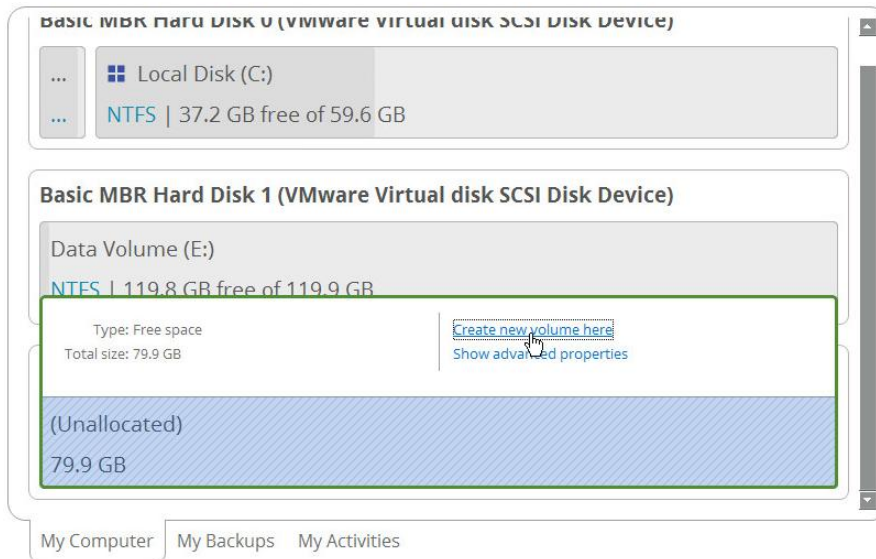 Basic MBR Hard Disk 0 (VMware Virtual disk SCSI Disk Device)
... Local Disk (C:)
... NTFS | 37.2 GB free of 59.6 GB
Basic MBR Hard Disk 1 (VMware Virtual disk SCSI Disk Device)
Data Volume (E:)
NTFS | 119.8 GB free of 119.9 GB
Type: Free space
Total size: 79.9 GB
Create new volume here
Show advanced properties
(Unallocated)
79.9 GB
My Computer My Backups My Activities